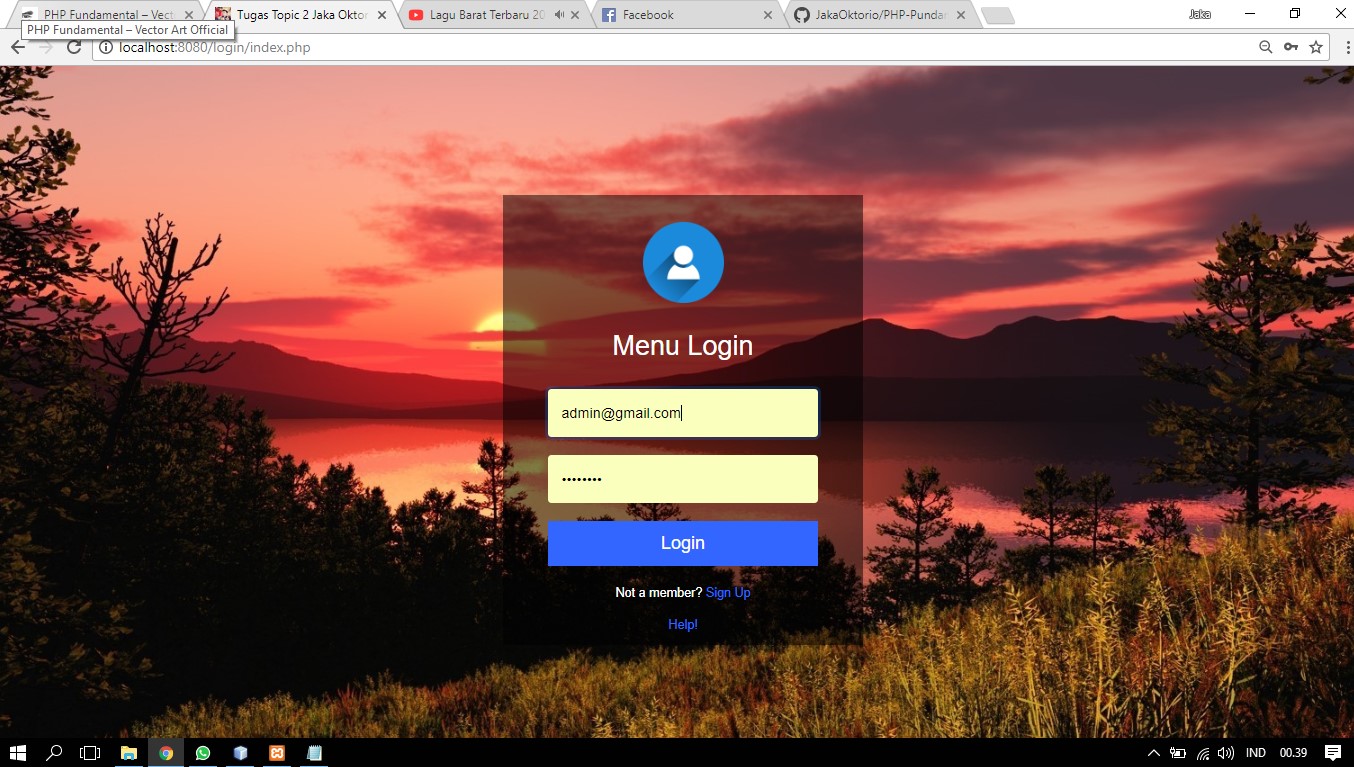 PHP Fundamental – Vect
Tugas Topic 2 Jaka Oktor
Lagu Barat Terbaru 20
Facebook
JakaOktorio/PHP-Pundar
Jaka
PHP Fundamental – Vector Art Official
localhost:8080/login/index.php
Menu Login
admin@gmail.com
••••••••
Login
Not a member? Sign Up
Help!
IND
00.39